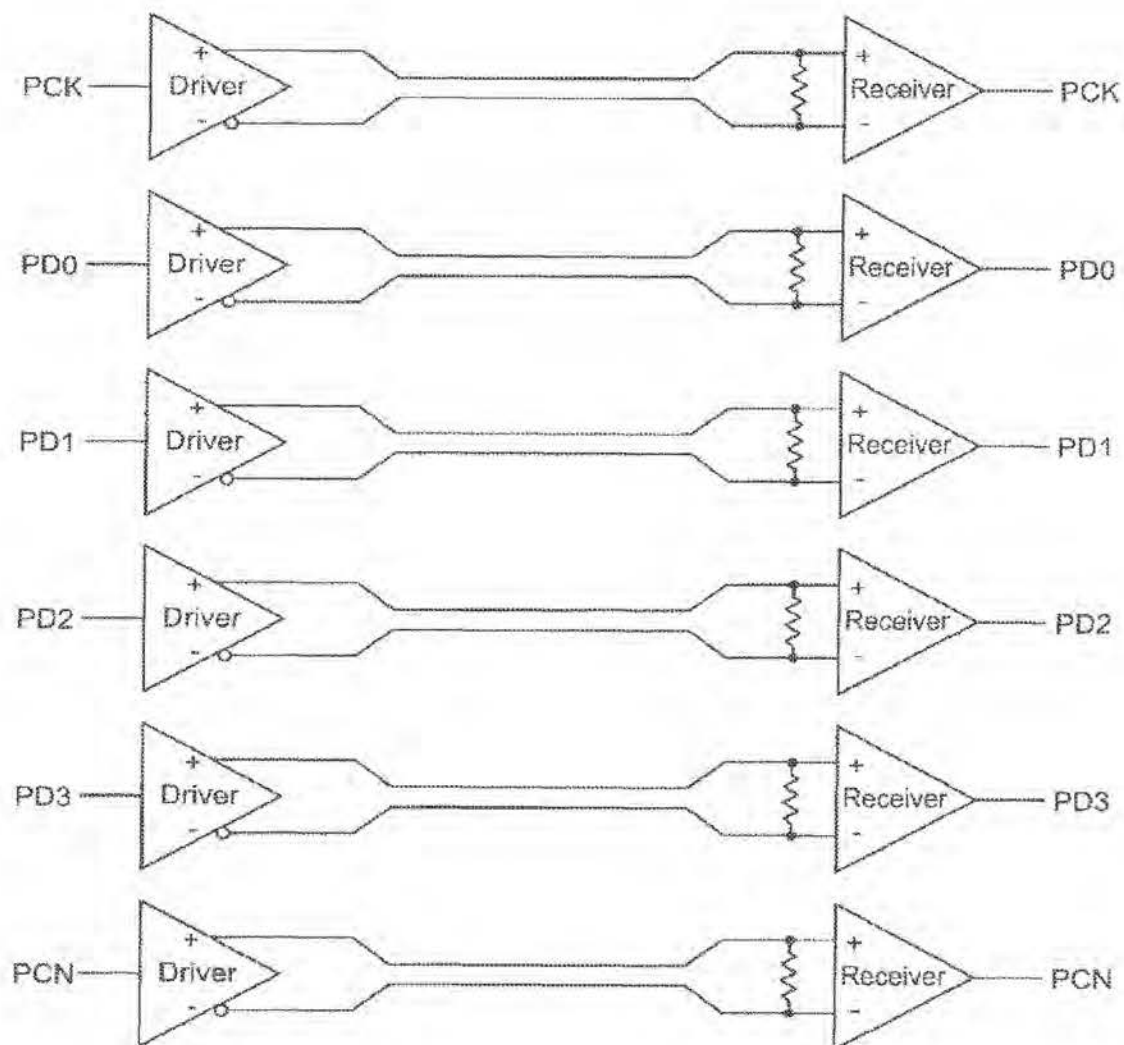 + +
PCK Driver Receiver PCK
- -
+ +
PD0 Driver Receiver PD0
- -
+ +
PD1 Driver Receiver PD1
- -
+ +
PD2 Driver Receiver PD2
- -
+ +
PD3 Driver Receiver PD3
- -
+ +
PCN Driver Receiver PCN
- -